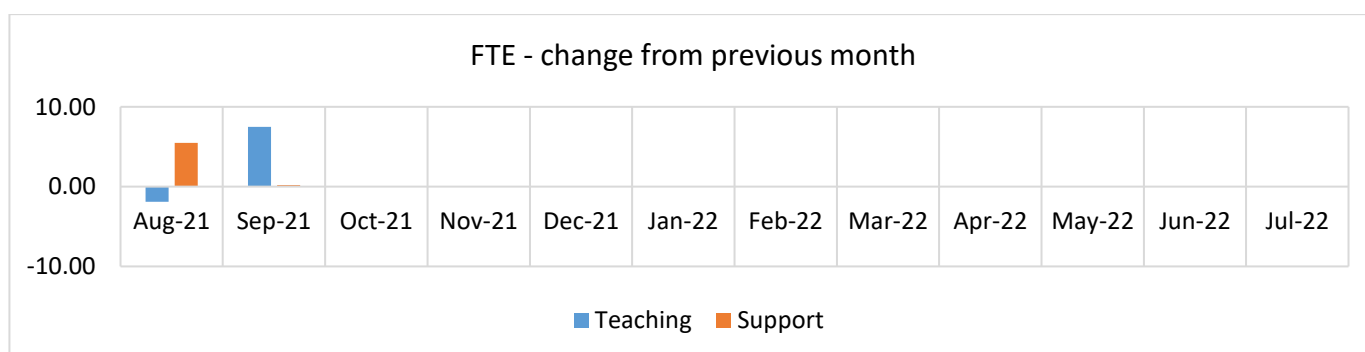 FTE - change from previous month
10.00
0.00
-10.00
Aug-21 Sep-21 Oct-21 Nov-21 Dec-21 Jan-22 Feb-22 Mar-22 Apr-22 May-22 Jun-22 Jul-22
Teaching Support